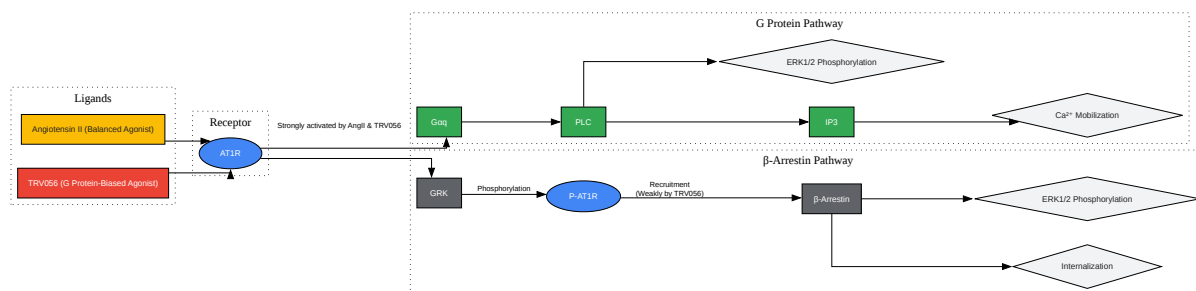 Ligands
Angiotensin II (Balanced Agonist)
TRV056 (G Protein-Biased Agonist)
Receptor
AT1R
Strongly activated by AngII & TRV056
G Protein Pathway
ERK1/2 Phosphorylation
Gαq
PLC
IP3
Ca²⁺ Mobilization
β-Arrestin Pathway
GRK
Phosphorylation
P-AT1R
Recruitment
(Weakly by TRV056)
β-Arrestin
ERK1/2 Phosphorylation
Internalization